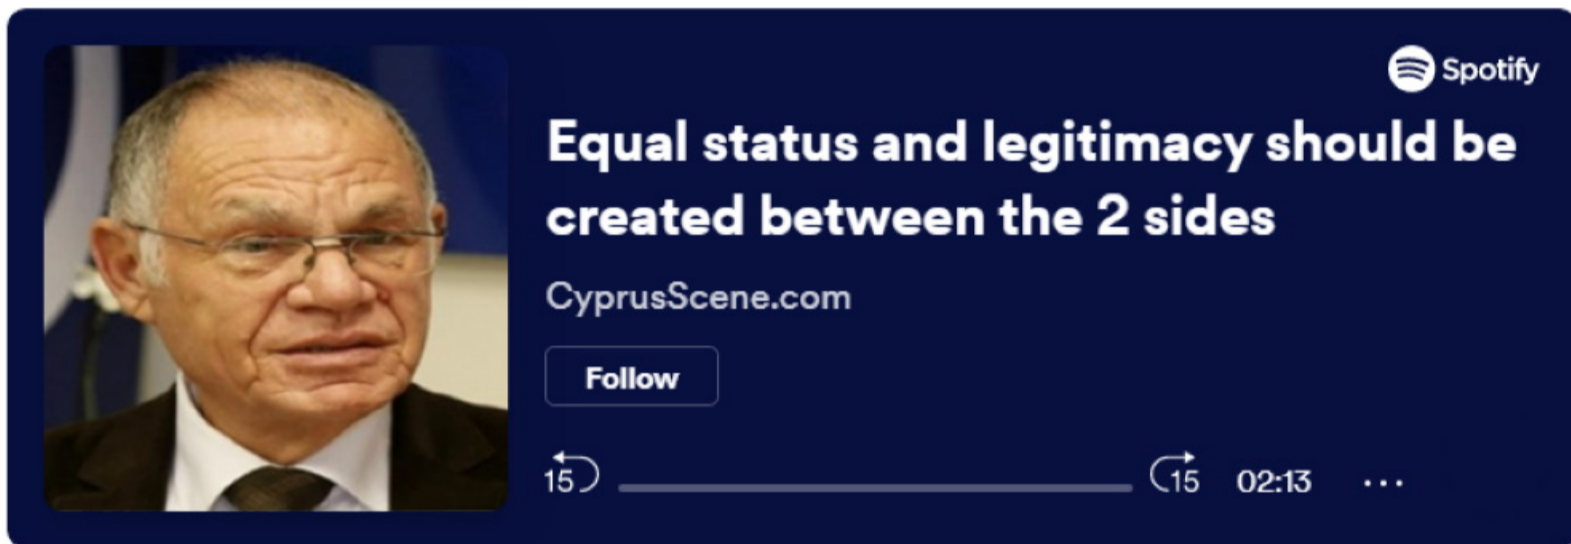 Spotify
Equal status and legitimacy should be
created between the 2 sides
CyprusScene.com
Follow
15
15 02:13 ...